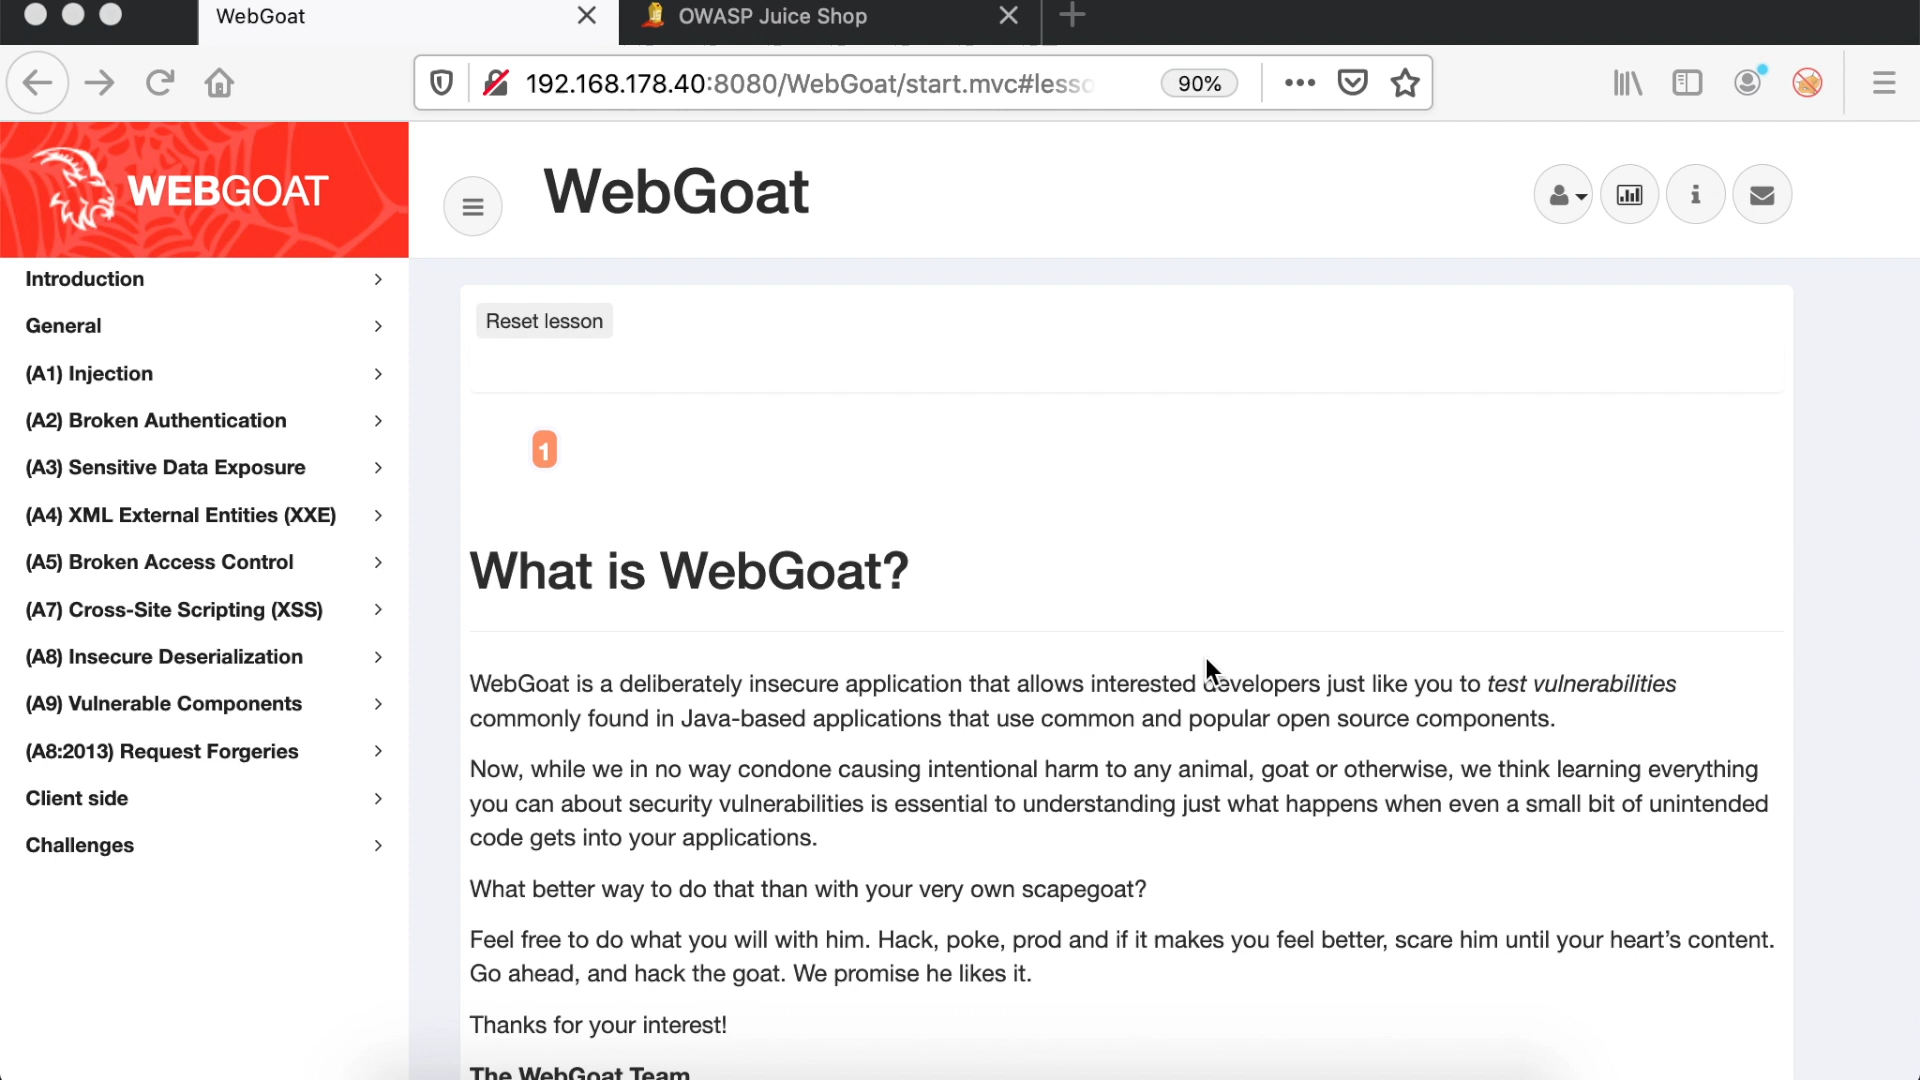 WebGoat
OWASP Juice Shop
192.168.178.40:8080/WebGoat/start.mvc#lesso
90%
WEBGOAT
WebGoat
Introduction
General
(A1) Injection
(A2) Broken Authentication
(A3) Sensitive Data Exposure
(A4) XML External Entities (XXE)
(A5) Broken Access Control
(A7) Cross-Site Scripting (XSS)
(A8) Insecure Deserialization
(A9) Vulnerable Components
(A8:2013) Request Forgeries
Client side
Challenges
Reset lesson
1
What is WebGoat?
WebGoat is a deliberately insecure application that allows interested developers just like you to test vulnerabilities
commonly found in Java-based applications that use common and popular open source components.
Now, while we in no way condone causing intentional harm to any animal, goat or otherwise, we think learning everything
you can about security vulnerabilities is essential to understanding just what happens when even a small bit of unintended
code gets into your applications.
What better way to do that than with your very own scapegoat?
Feel free to do what you will with him. Hack, poke, prod and if it makes you feel better, scare him until your heart’s content.
Go ahead, and hack the goat. We promise he likes it.
Thanks for your interest!
The WebGoat Team